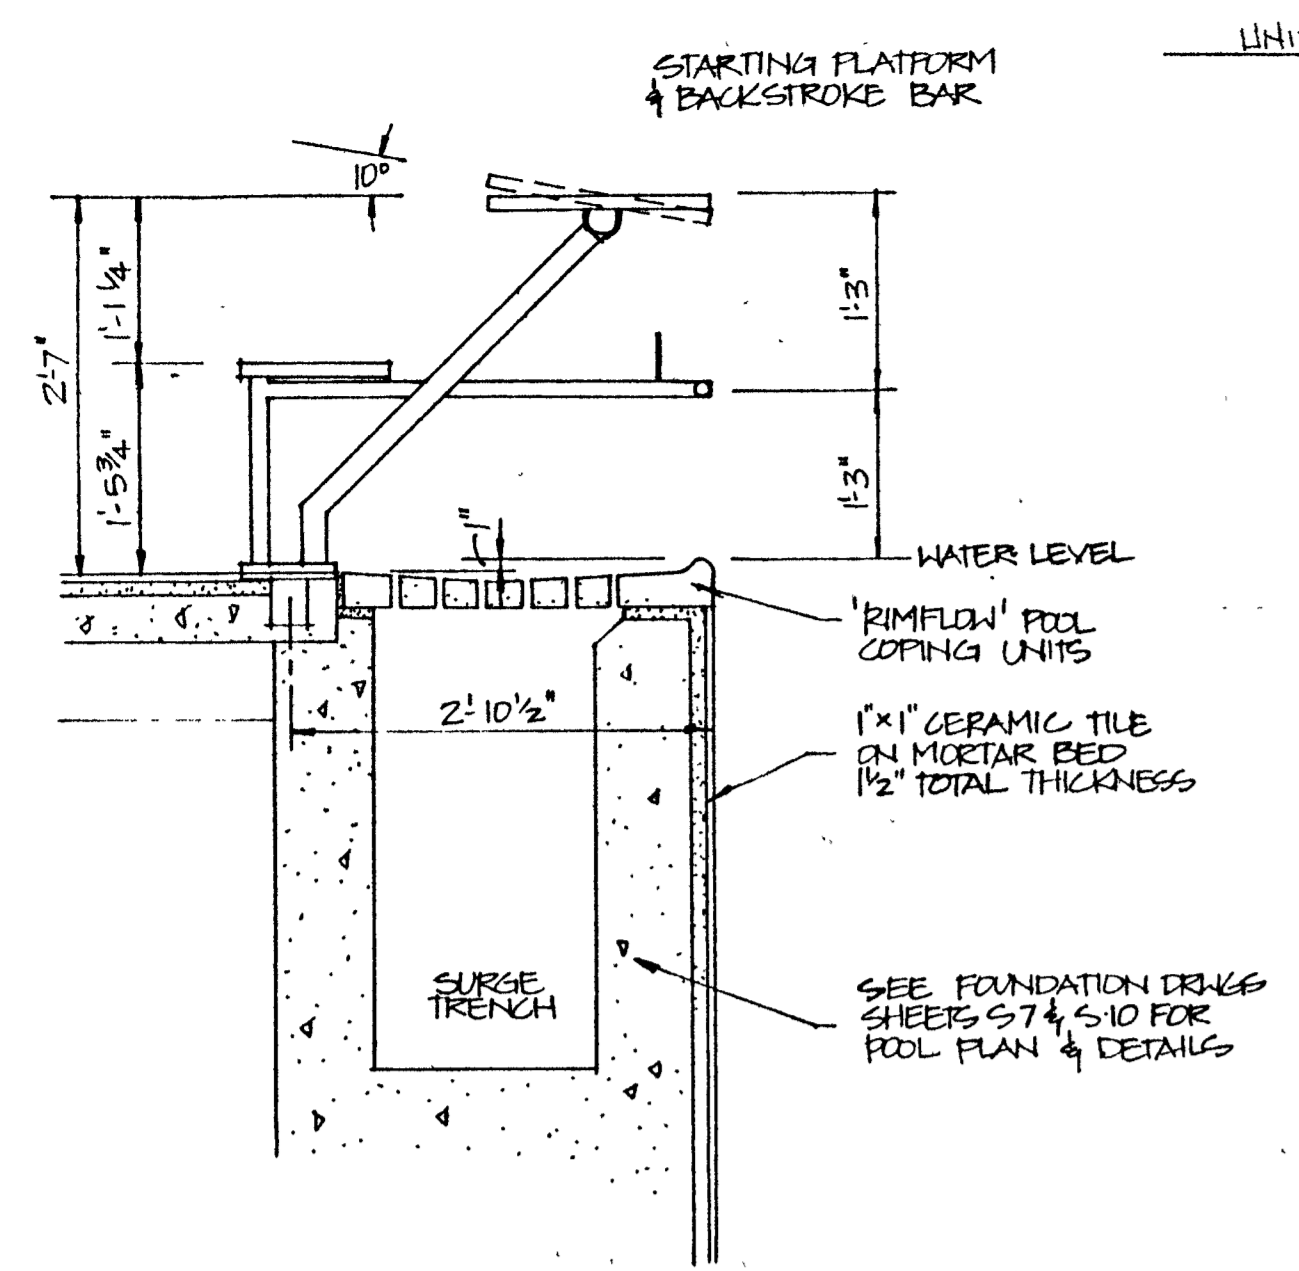 UNI
STARTING PLATFORM
& BACKSTROKE BAR
10°
1'-1 1/4"
2'-7"
1'-5 3/4"
1'-3"
1'-3"
1"
WATER LEVEL
'RIMFLOW' POOL
COPING UNITS
2'-10 1/2"
1"x1" CERAMIC TILE
ON MORTAR BED
1 1/2" TOTAL THICKNESS
SURGE
TRENCH
SEE FOUNDATION DRWGS
SHEETS S7 & S·10 FOR
POOL PLAN & DETAILS